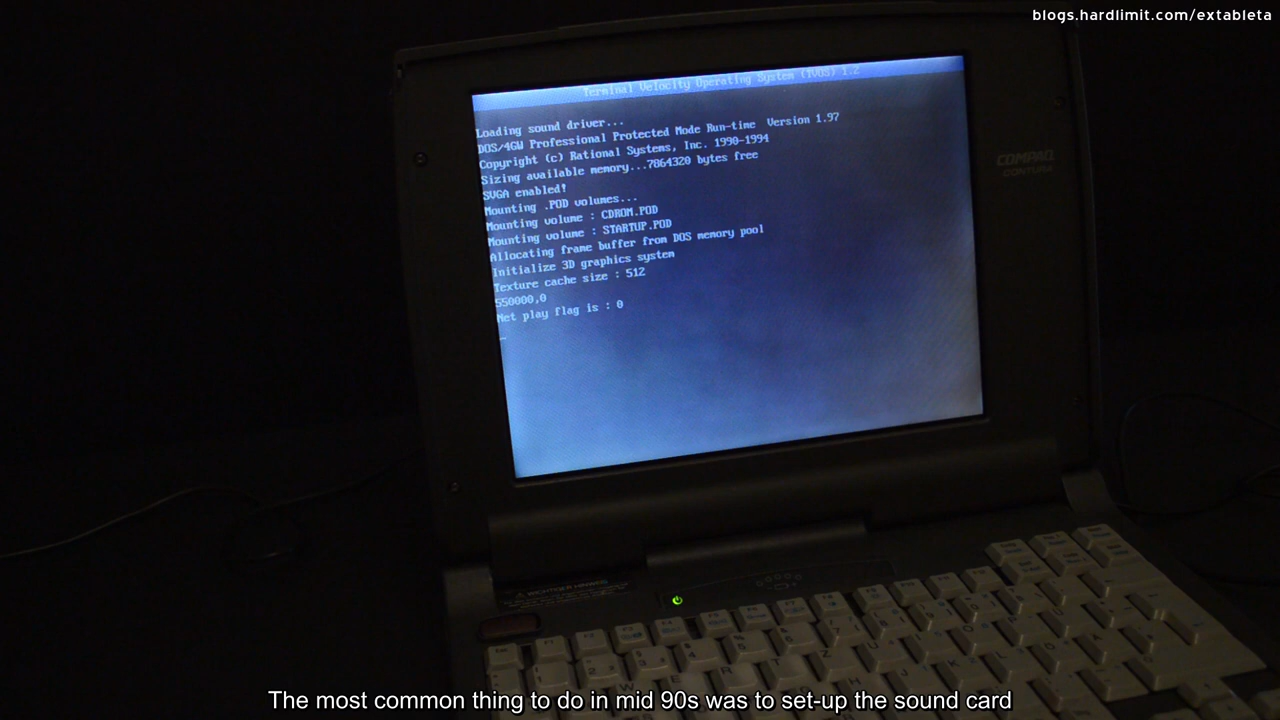 blogs.hardlimit.com/extableta
Terminal Velocity Operating System (TVOS) 1.2
Loading sound driver...
DOS/4GW Professional Protected Mode Run-time  Version 1.97
Copyright (c) Rational Systems, Inc. 1990-1994
Sizing available memory...7864320 bytes free
SVGA enabled!
Mounting .POD volumes...
Mounting volume : CDROM.POD
Mounting volume : STARTUP.POD
Allocating frame buffer from DOS memory pool
Initialize 3D graphics system
Texture cache size : 512
550000,0
Net play flag is : 0
COMPAQ
CONTURA
WICHTIGER HINWEIS
The most common thing to do in mid 90s was to set-up the sound card